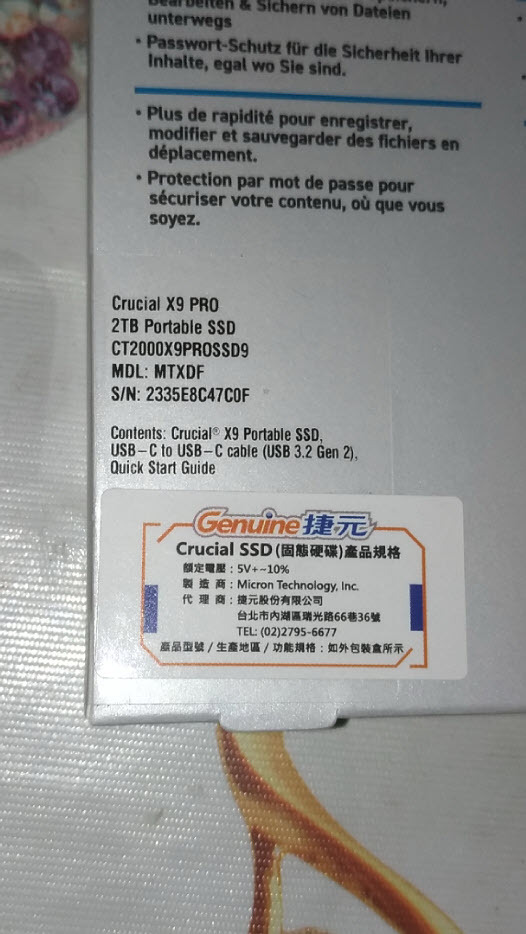 Bearbeiten & Sichern von Dateien
unterwegs
• Passwort-Schutz für die Sicherheit Ihrer
Inhalte, egal wo Sie sind.
• Plus de rapidité pour enregistrer,
modifier et sauvegarder des fichiers en
déplacement.
• Protection par mot de passe pour
sécuriser votre contenu, où que vous
soyez.
Crucial X9 PRO
2TB Portable SSD
CT2000X9PROSSD9
MDL: MTXDF
S/N: 2335E8C47C0F
Contents: Crucial® X9 Portable SSD,
USB-C to USB-C cable (USB 3.2 Gen 2),
Quick Start Guide
Genuine捷元
Crucial SSD(固態硬碟)產品規格
額定電壓：5V+~10%
製 造 商：Micron Technology, Inc.
代 理 商：捷元股份有限公司
台北市內湖區瑞光路66巷36號
TEL: (02)2795-6677
產品型號 / 生產地區 / 功能規格：如外包裝盒所示